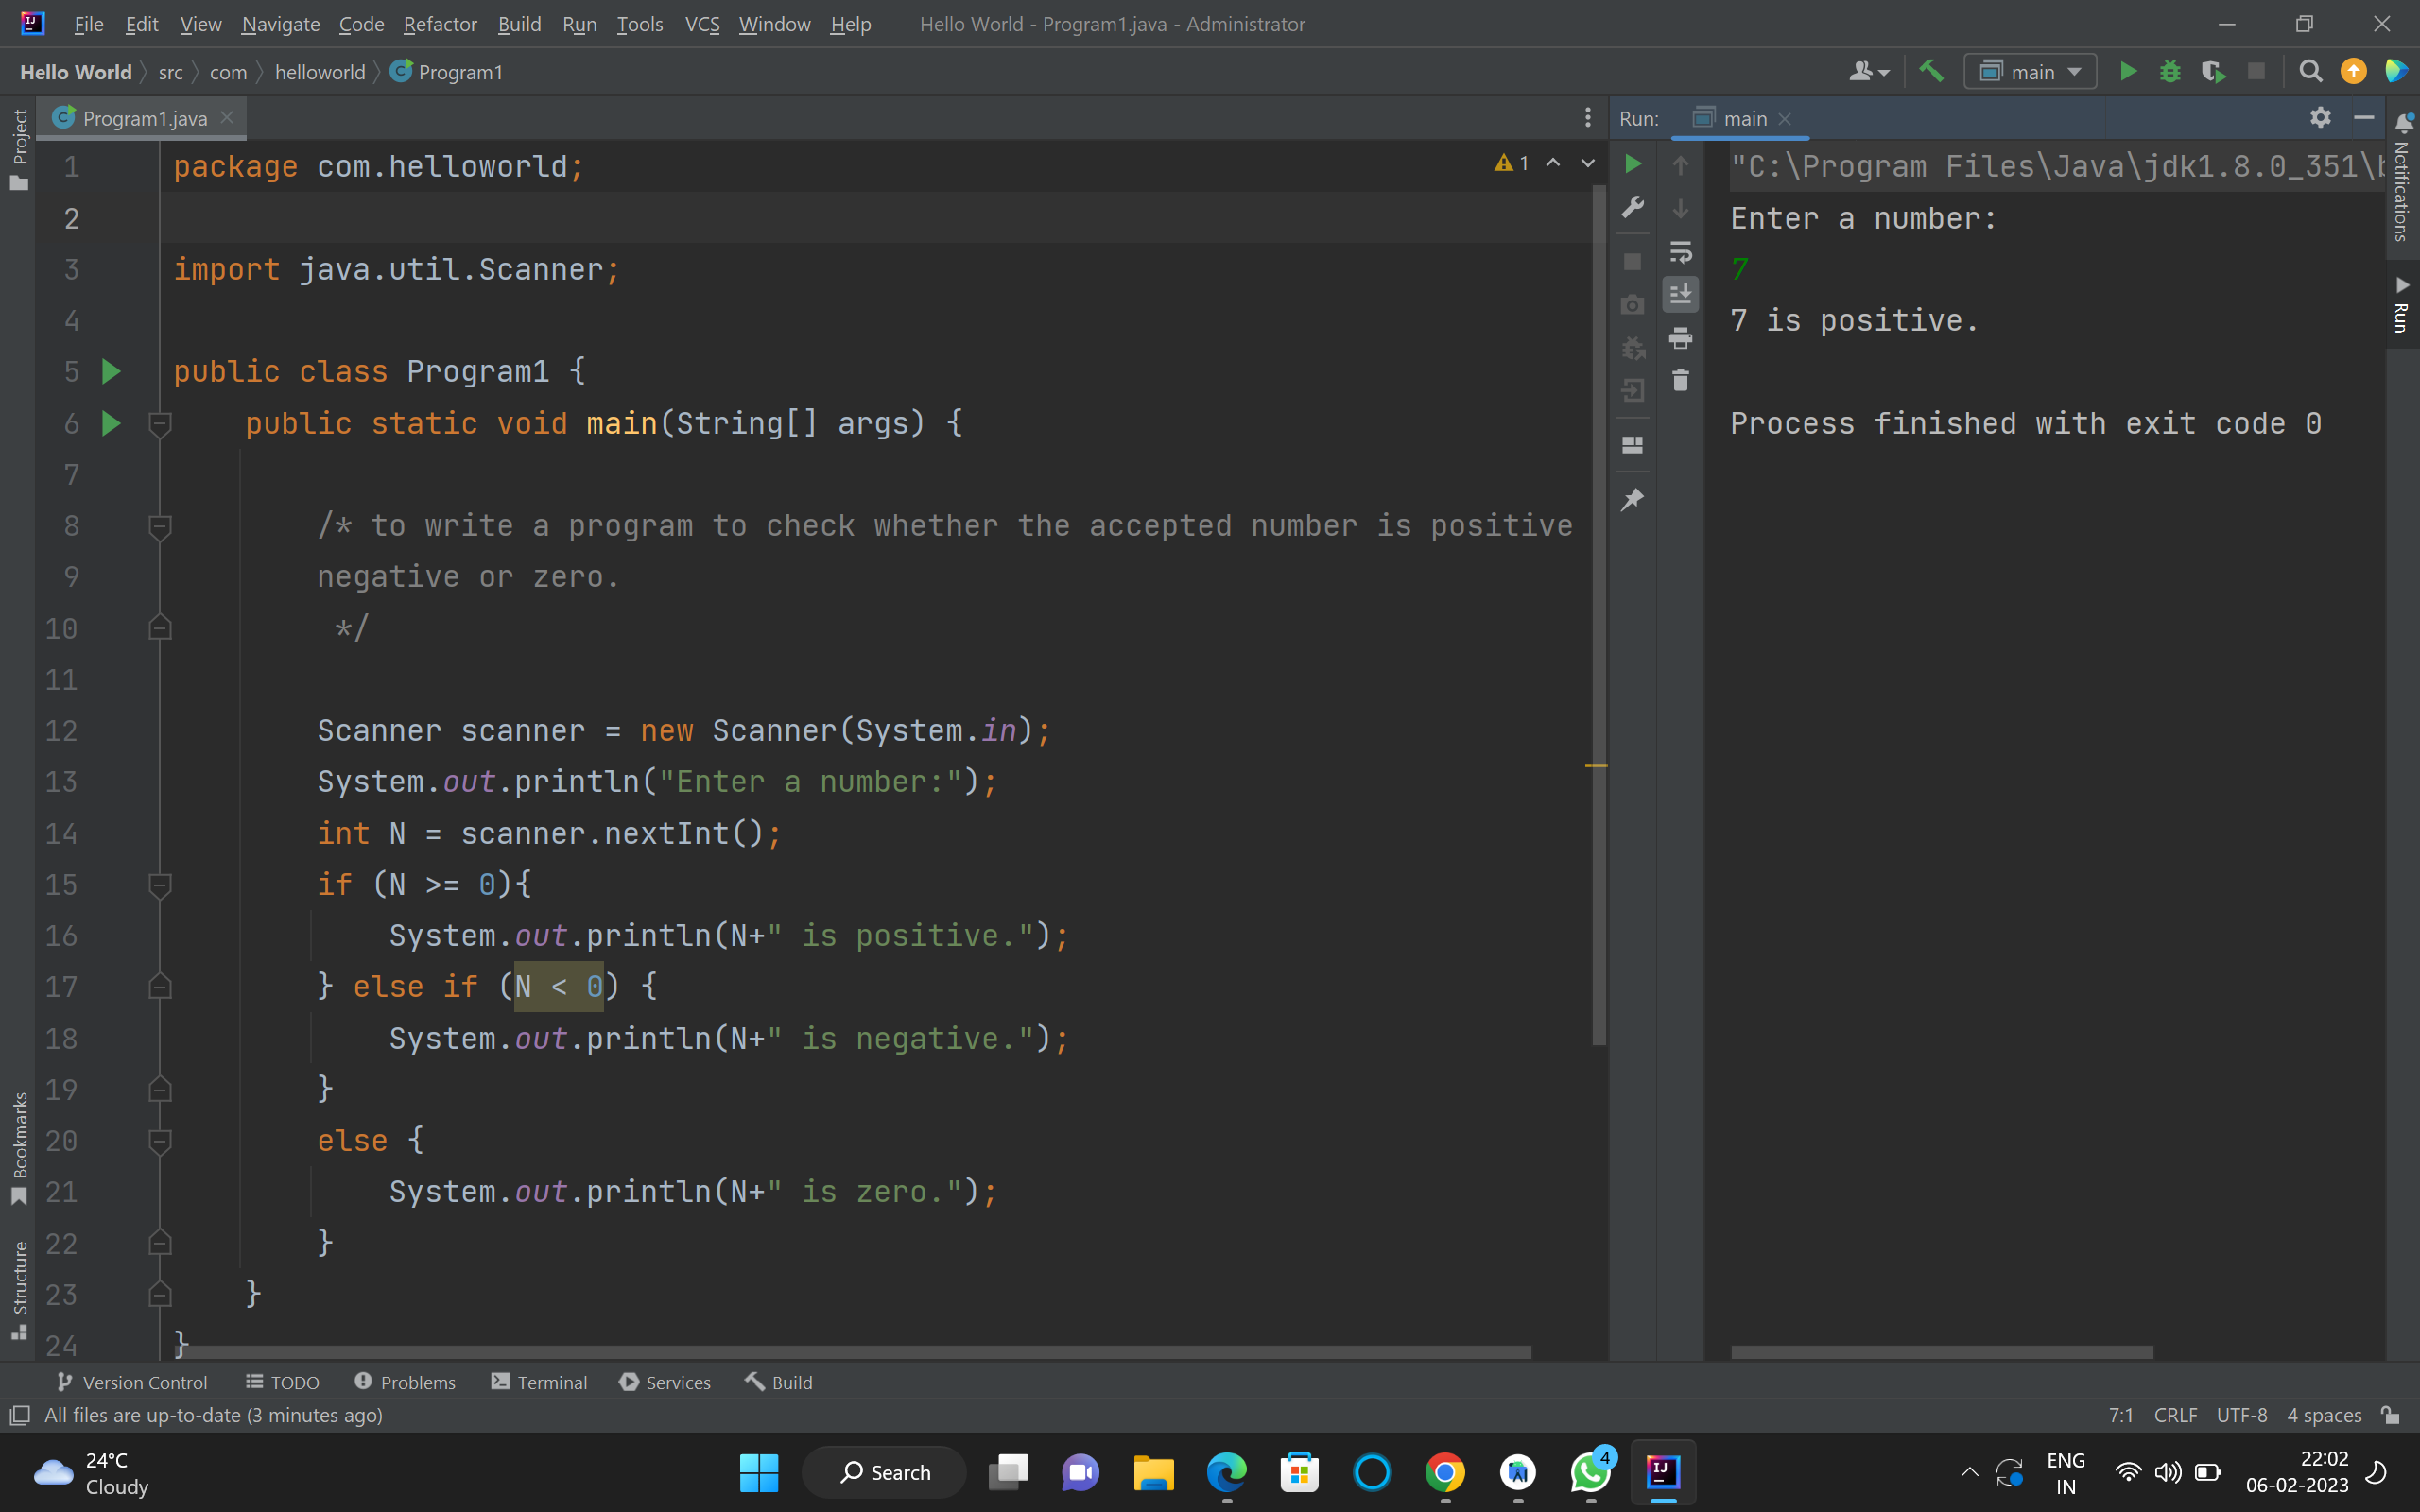 File Edit View Navigate Code Refactor Build Run Tools VCS Window Help Hello World - Program1.java - Administrator
Hello World src com helloworld Program1 main
Project
Program1.java
Run: main
Notifications
Run
1 package com.helloworld;
2
3 import java.util.Scanner;
4
5 public class Program1 {
6 public static void main(String[] args) {
7
8 /* to write a program to check whether the accepted number is positive
9 negative or zero.
10 */
11
12 Scanner scanner = new Scanner(System.in);
13 System.out.println("Enter a number:");
14 int N = scanner.nextInt();
15 if (N >= 0){
16 System.out.println(N+" is positive.");
17 } else if (N < 0) {
18 System.out.println(N+" is negative.");
19 }
20 else {
21 System.out.println(N+" is zero.");
22 }
23 }
24 }
1
"C:\Program Files\Java\jdk1.8.0_351\b
Enter a number:
7
7 is positive.
Process finished with exit code 0
Bookmarks
Structure
Version Control TODO Problems Terminal Services Build
All files are up-to-date (3 minutes ago) 7:1 CRLF UTF-8 4 spaces
24°C
Cloudy
Search
4
ENG
IN
22:02
06-02-2023